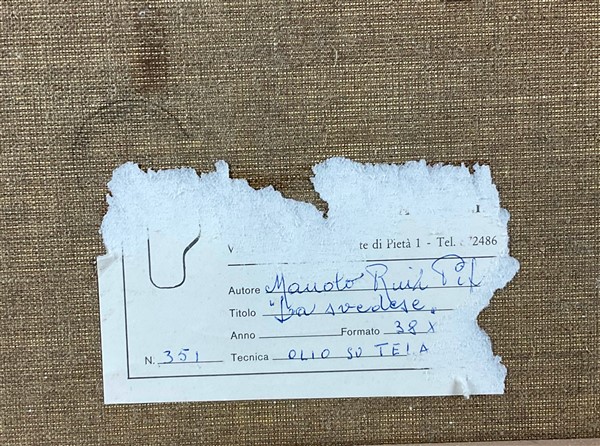 te di Pietà 1 - Tel. 2486
Autore Manolo Ruiz Pip
Titolo "La svedese.
Anno Formato 38 X
N. 351 Tecnica OLIO SU TELA